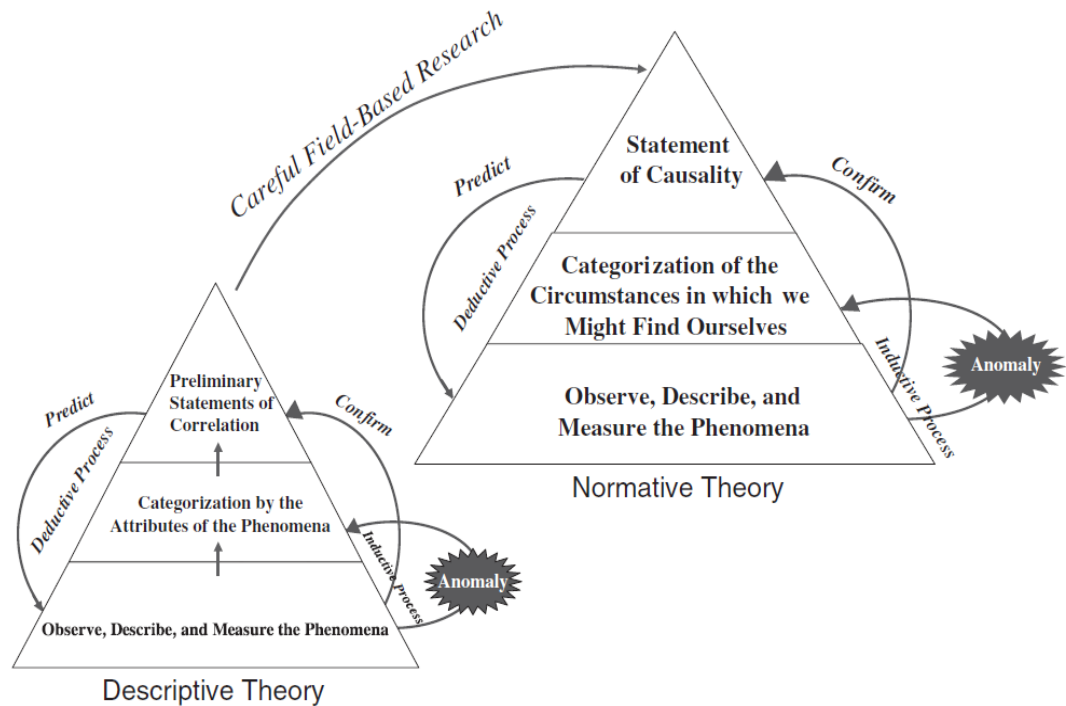 Careful Field-Based Research
Statement
of Causality
Predict
Confirm
Deductive Process
Categorization of the
Circumstances in which we
Might Find Ourselves
Anomaly
Inductive Process
Observe, Describe, and
Measure the Phenomena
Normative Theory
Preliminary
Statements of
Correlation
Predict
Confirm
Deductive Process
Categorization by the
Attributes of the Phenomena
Inductive Process
Anomaly
Observe, Describe, and Measure the Phenomena
Descriptive Theory